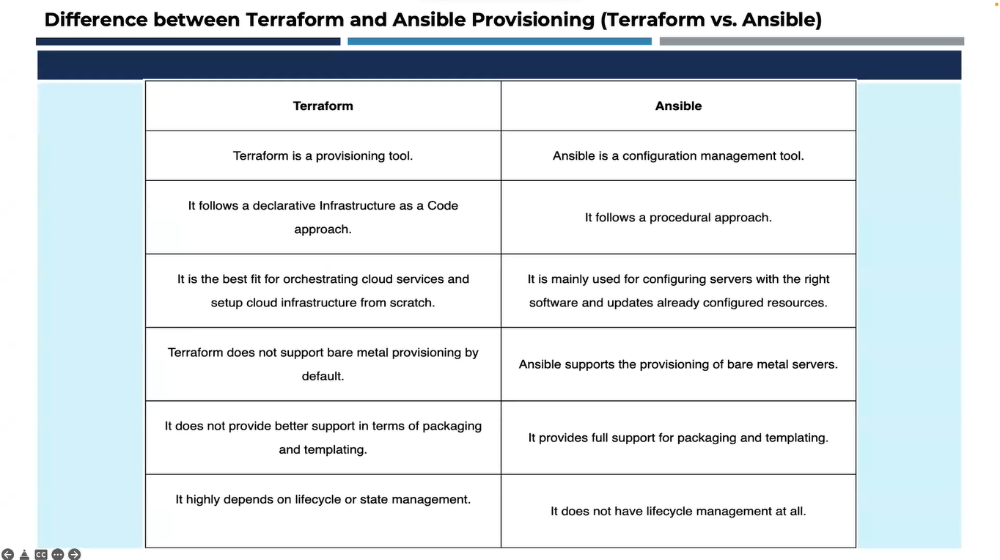 Difference between Terraform and Ansible Provisioning (Terraform vs. Ansible)
Terraform
Ansible
Terraform is a provisioning tool.
Ansible is a configuration management tool.
It follows a declarative Infrastructure as a Code
approach.
It follows a procedural approach.
It is the best fit for orchestrating cloud services and
setup cloud infrastructure from scratch.
It is mainly used for configuring servers with the right
software and updates already configured resources.
Terraform does not support bare metal provisioning by
default.
Ansible supports the provisioning of bare metal servers.
It does not provide better support in terms of packaging
and templating.
It provides full support for packaging and templating.
It highly depends on lifecycle or state management.
It does not have lifecycle management at all.
CC